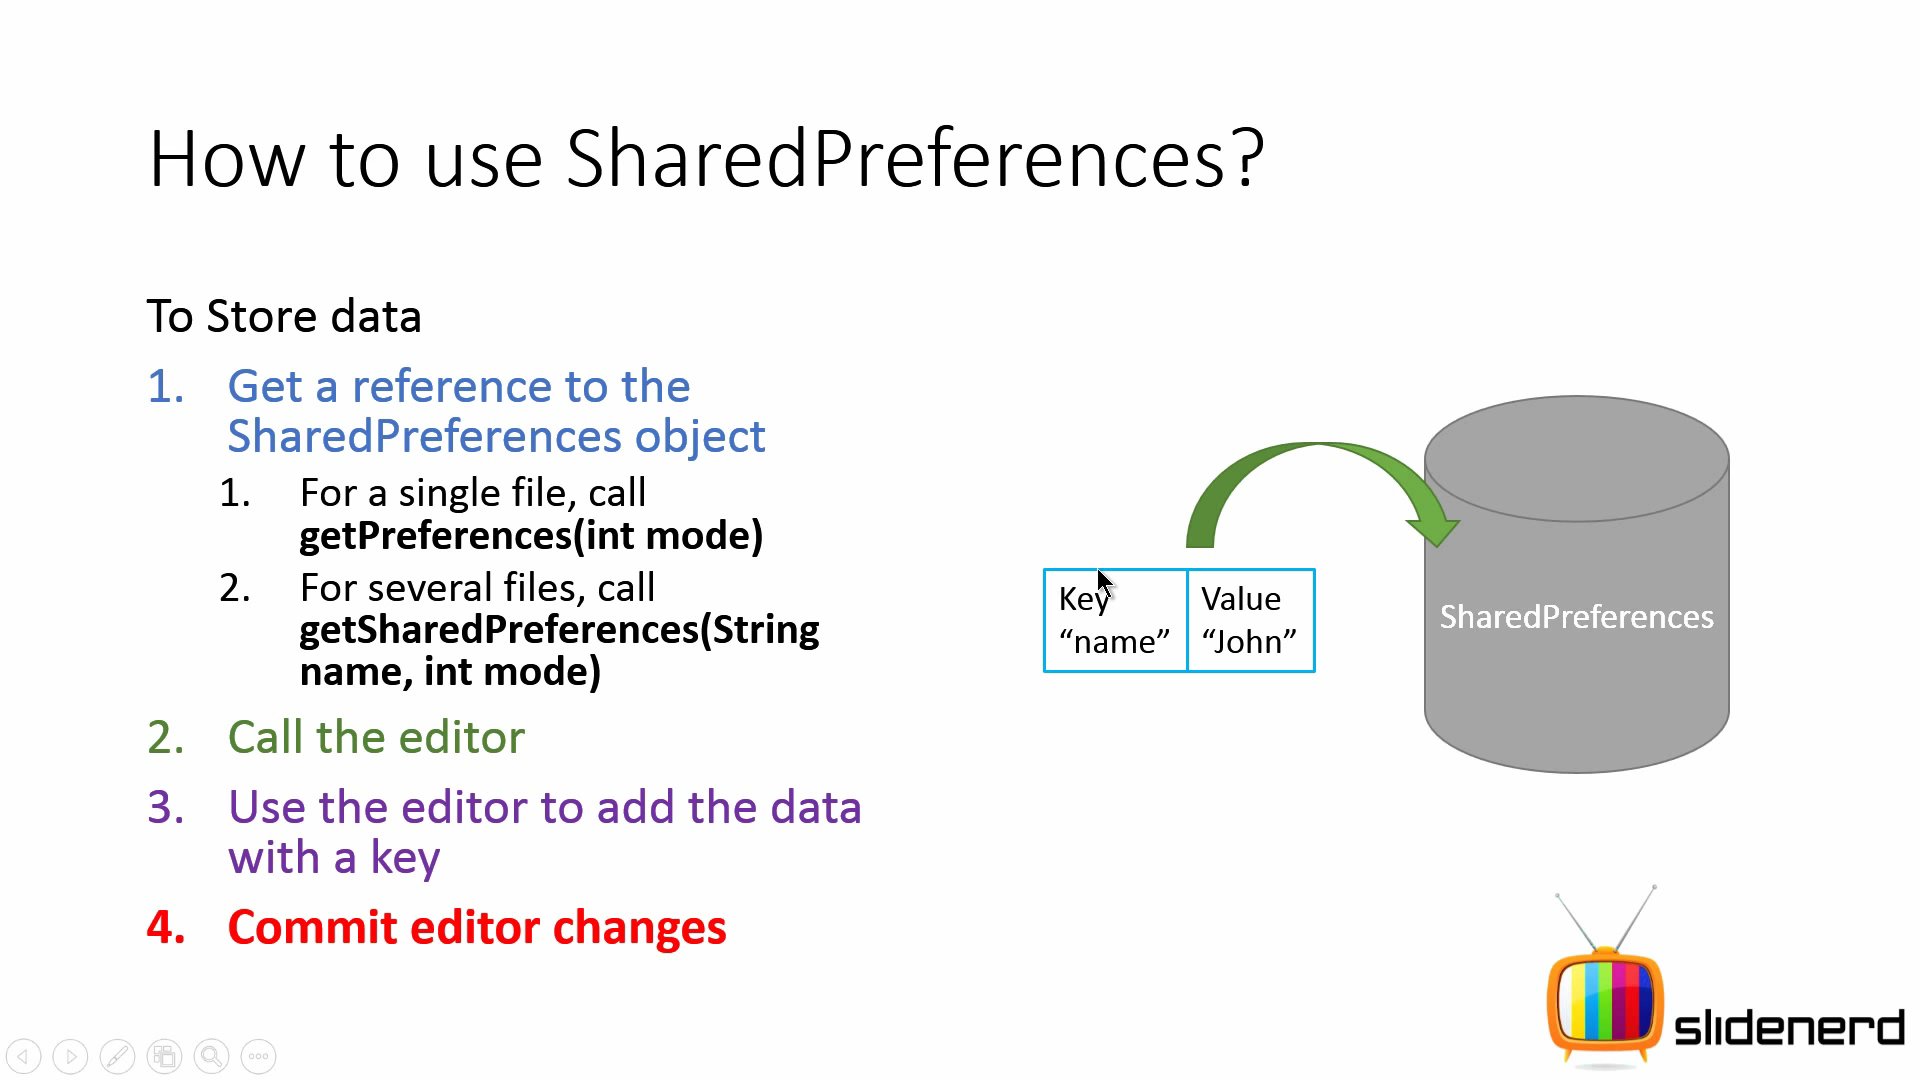 How to use SharedPreferences?
To Store data
1. Get a reference to the
SharedPreferences object
1. For a single file, call
getPreferences(int mode)
2. For several files, call
getSharedPreferences(String
name, int mode)
2. Call the editor
3. Use the editor to add the data
with a key
4. Commit editor changes
Key
“name”
Value
“John”
SharedPreferences
slidenerd